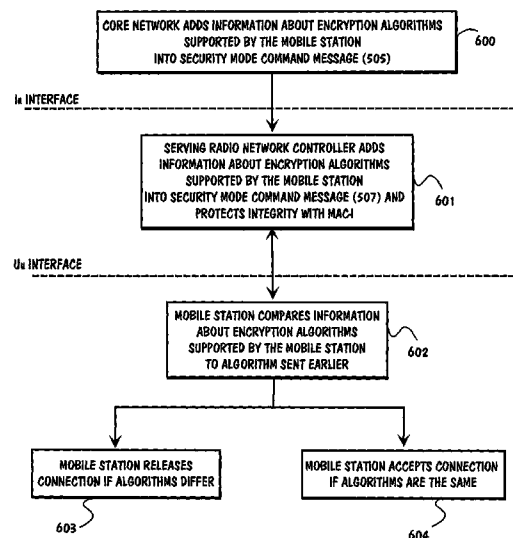 CORE NETWORK ADDS INFORMATION ABOUT ENCRYPTION ALGORITHMS
SUPPORTED BY THE MOBILE STATION
INTO SECURITY MODE COMMAND MESSAGE (505)
600
Iu INTERFACE
SERVING RADIO NETWORK CONTROLLER ADDS
INFORMATION ABOUT ENCRYPTION ALGORITHMS
SUPPORTED BY THE MOBILE STATION
INTO SECURITY MODE COMMAND MESSAGE (507) AND
PROTECTS INTEGRITY WITH MAC-I
601
Uu INTERFACE
MOBILE STATION COMPARES INFORMATION
ABOUT ENCRYPTION ALGORITHMS
SUPPORTED BY THE MOBILE STATION
TO ALGORITHM SENT EARLIER
602
MOBILE STATION RELEASES
CONNECTION IF ALGORITHMS DIFFER
603
MOBILE STATION ACCEPTS CONNECTION
IF ALGORITHMS ARE THE SAME
604